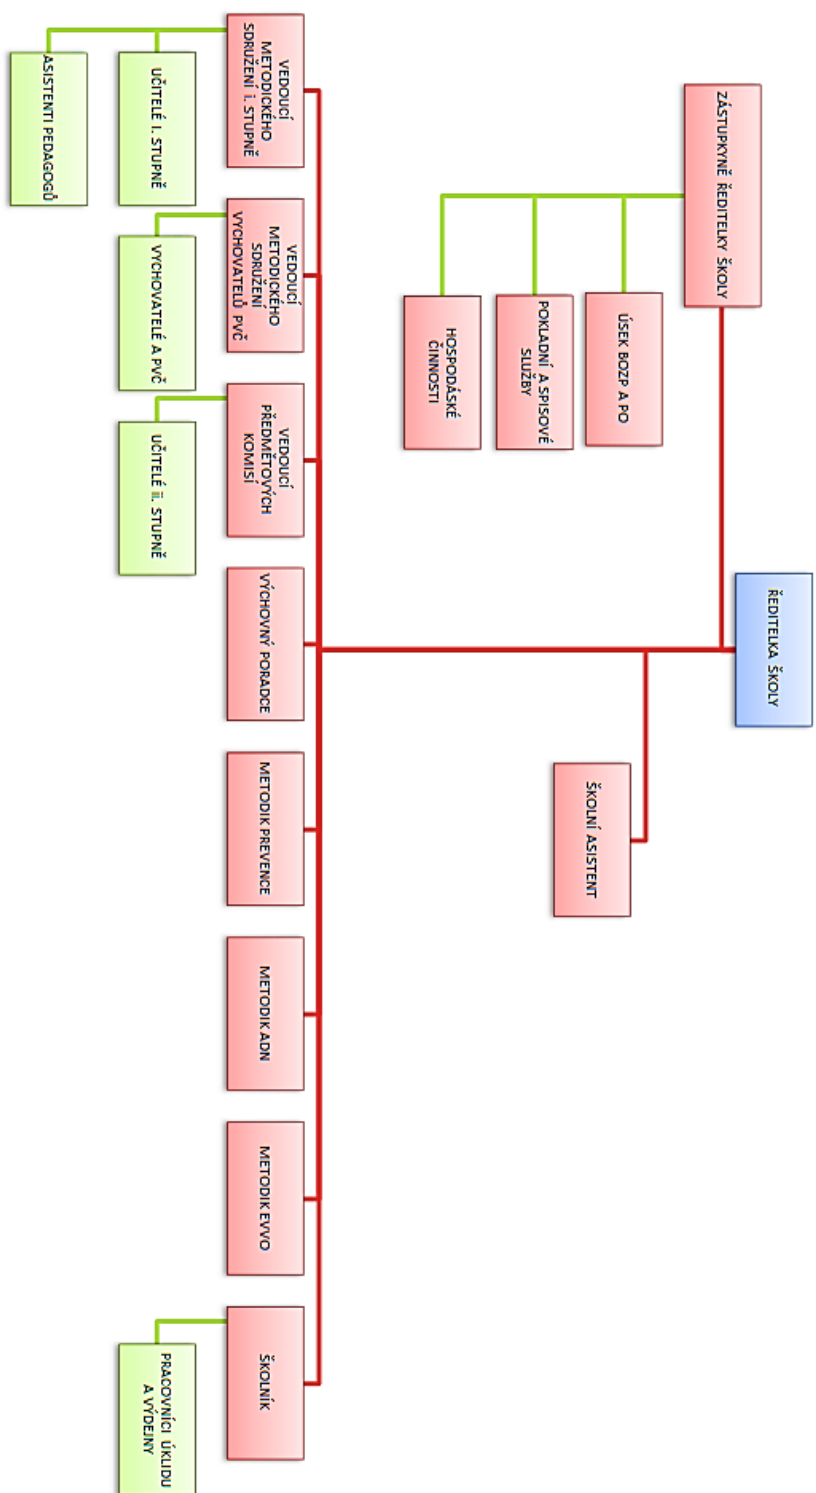 ŘEDITELKA ŠKOLY
ZÁSTUPKYNĚ ŘEDITELKY ŠKOLY
ŠKOLNÍ ASISTENT
ÚSEK BOZP A PO
POKLADNÍ A SPISOVÉ
SLUŽBY
HOSPODÁSKÉ
ČINNOSTI
VEDOUCÍ
METODICKÉHO
SDRUŽENÍ i. STUPNĚ
VEDOUCÍ
METODICKÉHO
SDRUŽENÍ
VYCHOVATELŮ PVČ
VEDOUCÍ
PŘEDMĚTOVÝCH
KOMISÍ
VÝCHOVNÝ PORADCE
METODIK PREVENCE
METODIK ADN
METODIK EVVO
ŠKOLNÍK
UČITELÉ I. STUPNĚ
VYCHOVATELÉ A PVČ
UČITELÉ ii. STUPNĚ
PRACOVNÍCI ÚKLIDU
A VÝDEJNY
ASISTENTI PEDAGOGŮ